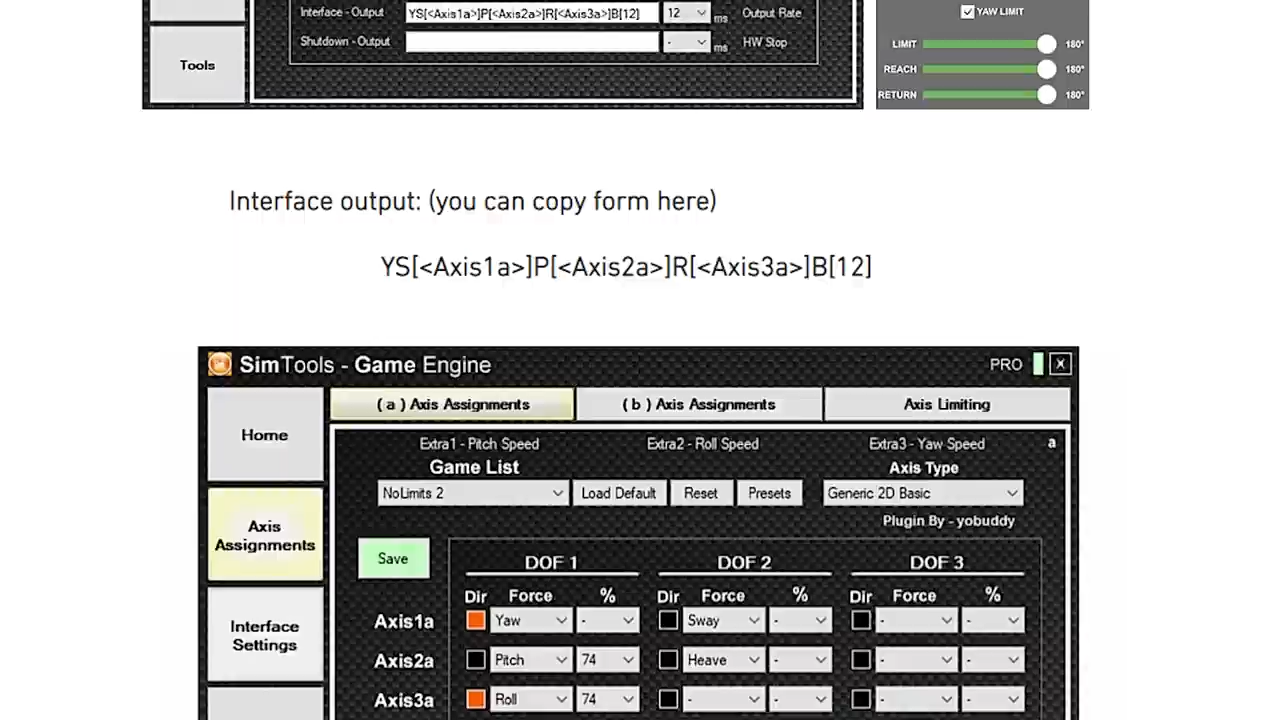 Interface - Output YS[<Axis1a>]P[<Axis2a>]R[<Axis3a>]B[12] 12 ms Output Rate
Shutdown - Output - ms HW Stop
Tools
YAW LIMIT
LIMIT 180°
REACH 180°
RETURN 180°
Interface output: (you can copy form here)
YS[<Axis1a>]P[<Axis2a>]R[<Axis3a>]B[12]
SimTools - Game Engine PRO X
Home
Axis Assignments
Interface Settings
( a ) Axis Assignments ( b ) Axis Assignments Axis Limiting
Extra1 - Pitch Speed Extra2 - Roll Speed Extra3 - Yaw Speed a
Game List Axis Type
NoLimits 2 Load Default Reset Presets Generic 2D Basic
Plugin By - yobuddy
Save
DOF 1 DOF 2 DOF 3
Dir Force % Dir Force % Dir Force %
Axis1a Yaw - Sway - - -
Axis2a Pitch 74 Heave - - -
Axis3a Roll 74 - - - -